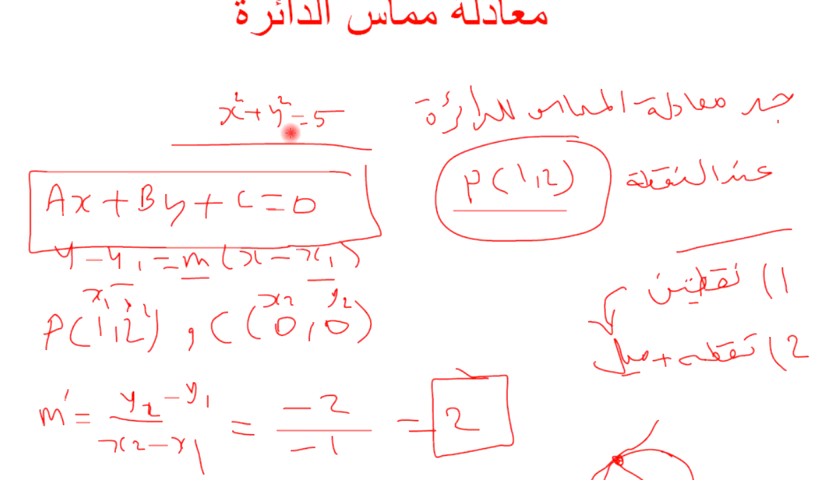 معادلة مماس الدائرة
جد معادلة المماس للدائرة x²+y²=5
عند النقطة P(1,2)
Ax+By+C=0
y-y₁=m(x-x₁)
1) نقطتين
x₁ y₁ x₂ y₂
P(1,2) , C(0,0)
2) نقطة + ميل
m'= y₂-y₁ / x₂-x₁ = -2 / -1 = 2